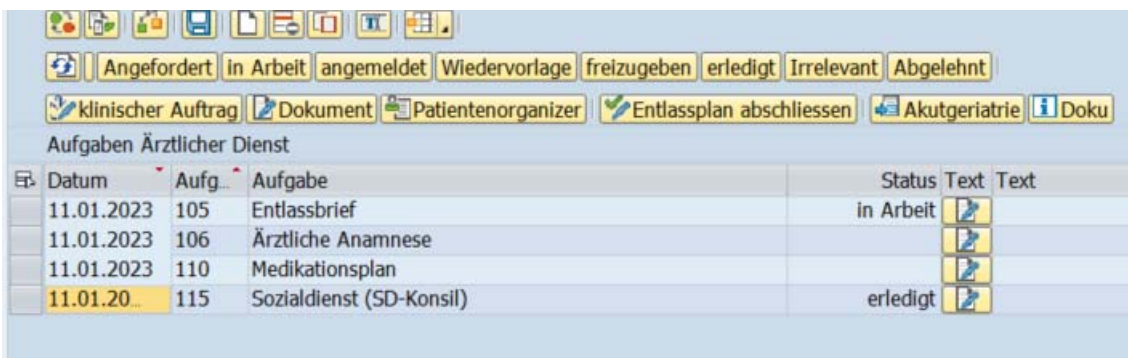 Angefordert in Arbeit angemeldet Wiedervorlage freizugeben erledigt Irrelevant Abgelehnt
klinischer Auftrag Dokument Patientenorganizer Entlassplan abschliessen Akutgeriatrie Doku
Aufgaben Ärztlicher Dienst
Datum Aufg... Aufgabe Status Text Text
11.01.2023 105 Entlassbrief in Arbeit
11.01.2023 106 Ärztliche Anamnese
11.01.2023 110 Medikationsplan
11.01.20... 115 Sozialdienst (SD-Konsil) erledigt